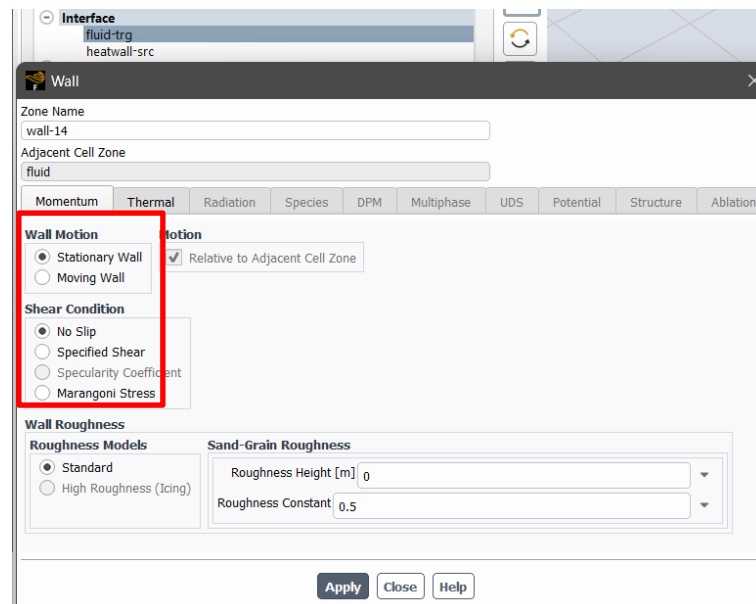 Interface
fluid-trg
heatwall-src
Wall
Zone Name
wall-14
Adjacent Cell Zone
fluid
Momentum Thermal Radiation Species DPM Multiphase UDS Potential Structure Ablation
Wall Motion Motion
Stationary Wall Relative to Adjacent Cell Zone
Moving Wall
Shear Condition
No Slip
Specified Shear
Specularity Coefficient
Marangoni Stress
Wall Roughness
Roughness Models Sand-Grain Roughness
Standard Roughness Height [m] 0
High Roughness (Icing)
Roughness Constant 0.5
Apply Close Help